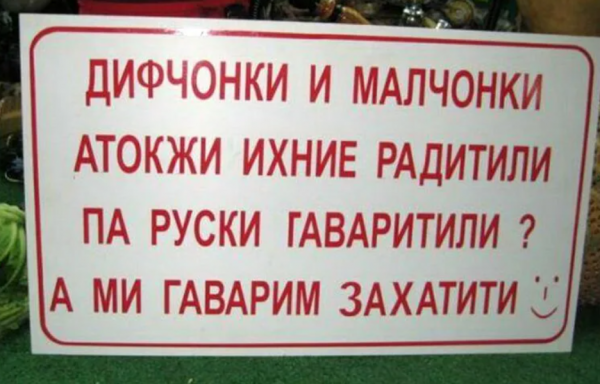 ДИФЧОНКИ И МАЛЧОНКИ
АТОКЖИ ИХНИЕ РАДИТИЛИ
ПА РУСКИ ГАВАРИТИЛИ ?
А МИ ГАВАРИМ ЗАХАТИТИ